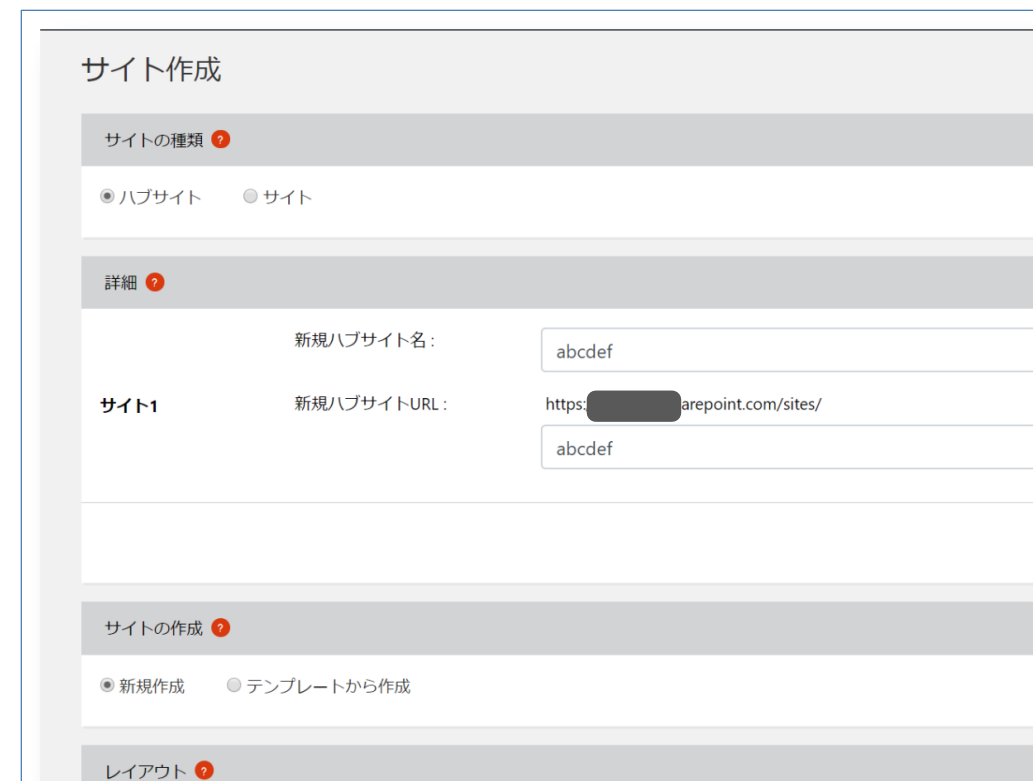 サイト作成
サイトの種類 ?
ハブサイト サイト
詳細 ?
新規ハブサイト名 :
abcdef
サイト1
新規ハブサイトURL :
https: arepoint.com/sites/
abcdef
サイトの作成 ?
新規作成 テンプレートから作成
レイアウト ?